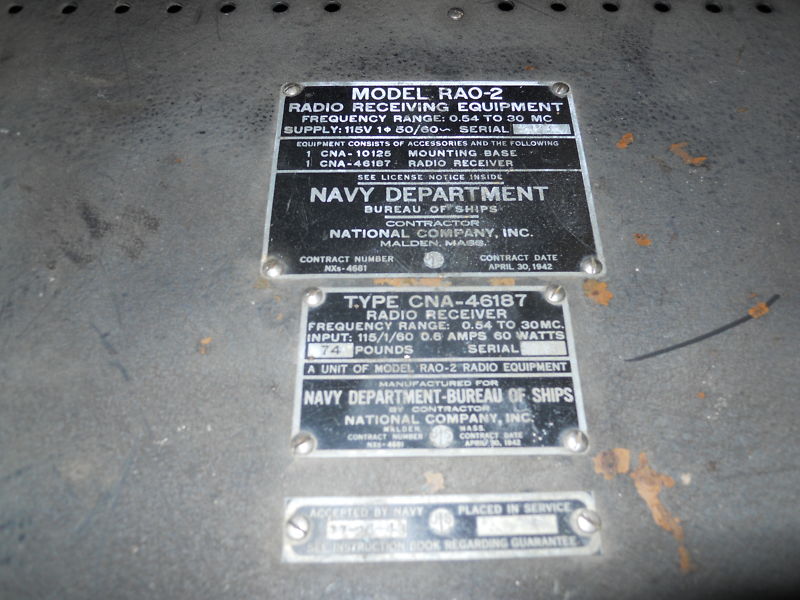 MODEL RAO-2
RADIO RECEIVING EQUIPMENT
FREQUENCY RANGE: 0.54 TO 30 MC
SUPPLY: 115V 1Φ 50/60~ SERIAL
EQUIPMENT CONSISTS OF ACCESSORIES AND THE FOLLOWING
1 CNA-10125 MOUNTING BASE
1 CNA-46187 RADIO RECEIVER
SEE LICENSE NOTICE INSIDE
NAVY DEPARTMENT
BUREAU OF SHIPS
CONTRACTOR
NATIONAL COMPANY, INC.
MALDEN, MASS.
CONTRACT NUMBER CONTRACT DATE
NXs-4681 APRIL 30, 1942
TYPE CNA-46187
RADIO RECEIVER
FREQUENCY RANGE: 0.54 TO 30 MC.
INPUT: 115/1/60 0.6 AMPS 60 WATTS
74 POUNDS SERIAL
A UNIT OF MODEL RAO-2 RADIO EQUIPMENT
MANUFACTURED FOR
NAVY DEPARTMENT-BUREAU OF SHIPS
BY CONTRACTOR
NATIONAL COMPANY, INC.
MALDEN, MASS.
CONTRACT NUMBER CONTRACT DATE
NXs-4681 APRIL 30, 1942
ACCEPTED BY NAVY PLACED IN SERVICE
SEE INSTRUCTION BOOK REGARDING GUARANTEE